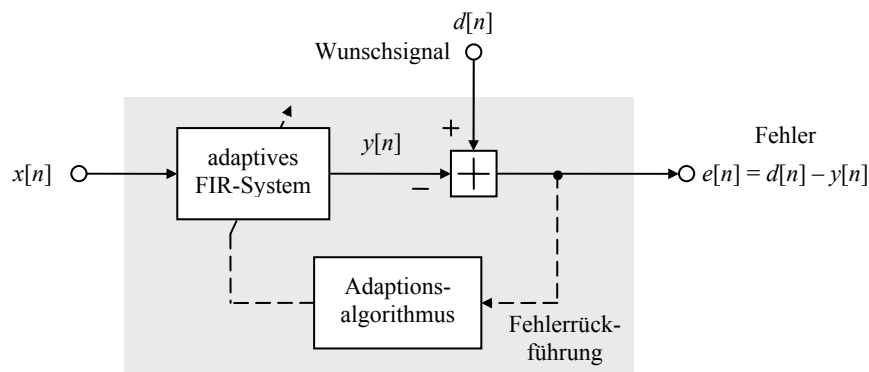 d[n]
Wunschsignal
x[n]
adaptives
FIR-System
y[n]
+
−
+
Fehler
e[n] = d[n] – y[n]
Adaptions-
algorithmus
Fehlerrück-
führung